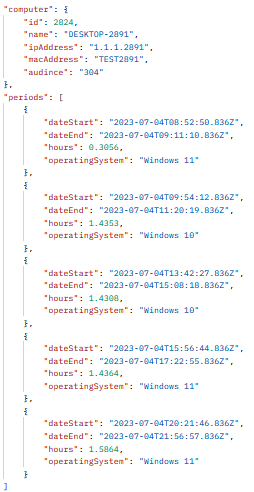 "computer": {
"id": 2824,
"name": "DESKTOP-2891",
"ipAddress": "1.1.1.2891",
"macAddress": "TEST2891",
"audince": "304"
},
"periods": [
{
"dateStart": "2023-07-04T08:52:50.836Z",
"dateEnd": "2023-07-04T09:11:10.836Z",
"hours": 0.3056,
"operatingSystem": "Windows 11"
},
{
"dateStart": "2023-07-04T09:54:12.836Z",
"dateEnd": "2023-07-04T11:20:19.836Z",
"hours": 1.4353,
"operatingSystem": "Windows 10"
},
{
"dateStart": "2023-07-04T13:42:27.836Z",
"dateEnd": "2023-07-04T15:08:18.836Z",
"hours": 1.4308,
"operatingSystem": "Windows 10"
},
{
"dateStart": "2023-07-04T15:56:44.836Z",
"dateEnd": "2023-07-04T17:22:55.836Z",
"hours": 1.4364,
"operatingSystem": "Windows 11"
},
{
"dateStart": "2023-07-04T20:21:46.836Z",
"dateEnd": "2023-07-04T21:56:57.836Z",
"hours": 1.5864,
"operatingSystem": "Windows 11"
}
]